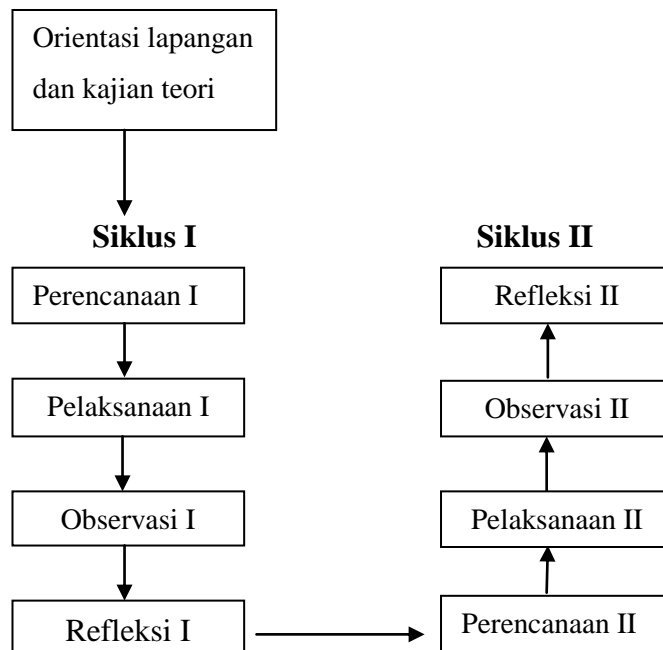 Orientasi lapangan
dan kajian teori
Siklus I
Perencanaan I
Pelaksanaan I
Observasi I
Refleksi I
Siklus II
Refleksi II
Observasi II
Pelaksanaan II
Perencanaan II